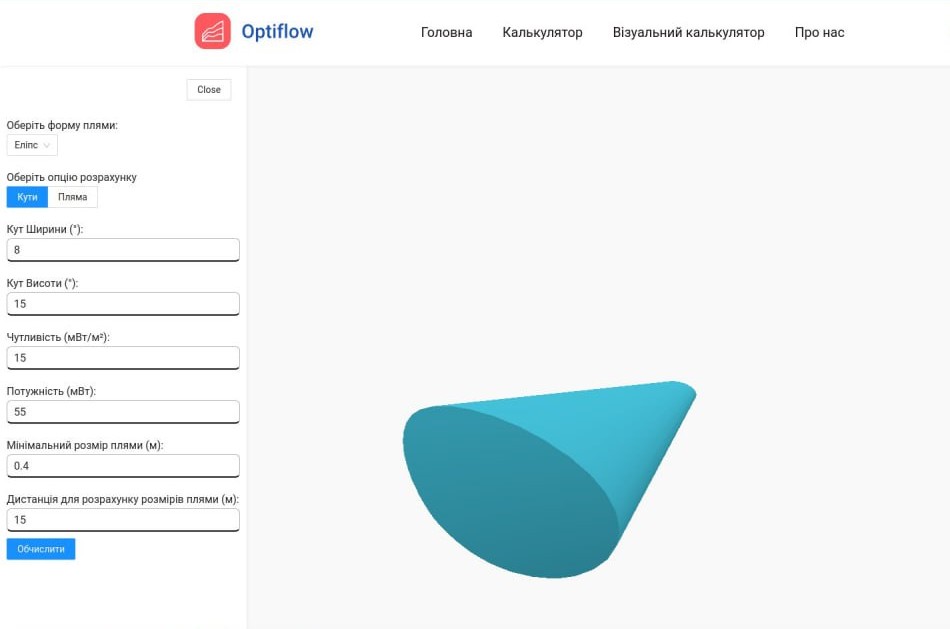 Optiflow
Головна Калькулятор Візуальний калькулятор Про нас
Close
Оберіть форму плями:
Еліпс
Оберіть опцію розрахунку
Кути Пляма
Кут Ширини (°):
8
Кут Висоти (°):
15
Чутливість (мВт/м²):
15
Потужність (мВт):
55
Мінімальний розмір плями (м):
0.4
Дистанція для розрахунку розмірів плями (м):
15
Обчислити